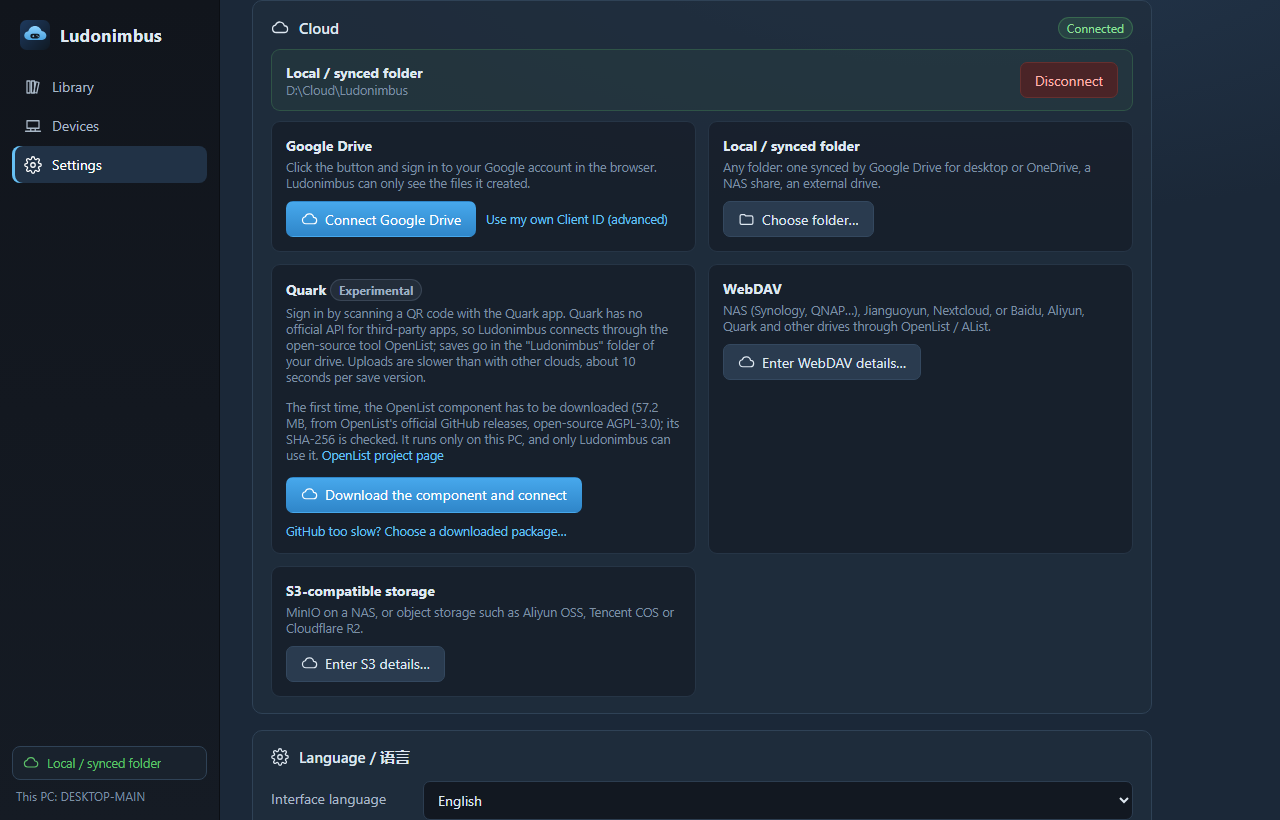 Ludonimbus
Library
Devices
Settings
Local / synced folder
This PC: DESKTOP-MAIN
Cloud
Connected
Local / synced folder
D:\Cloud\Ludonimbus
Disconnect
Google Drive
Click the button and sign in to your Google account in the browser.
Ludonimbus can only see the files it created.
Connect Google Drive
Use my own Client ID (advanced)
Local / synced folder
Any folder: one synced by Google Drive for desktop or OneDrive, a
NAS share, an external drive.
Choose folder...
Quark Experimental
Sign in by scanning a QR code with the Quark app. Quark has no
official API for third-party apps, so Ludonimbus connects through the
open-source tool OpenList; saves go in the "Ludonimbus" folder of
your drive. Uploads are slower than with other clouds, about 10
seconds per save version.
The first time, the OpenList component has to be downloaded (57.2
MB, from OpenList's official GitHub releases, open-source AGPL-3.0); its
SHA-256 is checked. It runs only on this PC, and only Ludonimbus can
use it. OpenList project page
Download the component and connect
GitHub too slow? Choose a downloaded package...
WebDAV
NAS (Synology, QNAP...), Jianguoyun, Nextcloud, or Baidu, Aliyun,
Quark and other drives through OpenList / AList.
Enter WebDAV details...
S3-compatible storage
MinIO on a NAS, or object storage such as Aliyun OSS, Tencent COS or
Cloudflare R2.
Enter S3 details...
Language / 语言
Interface language
English